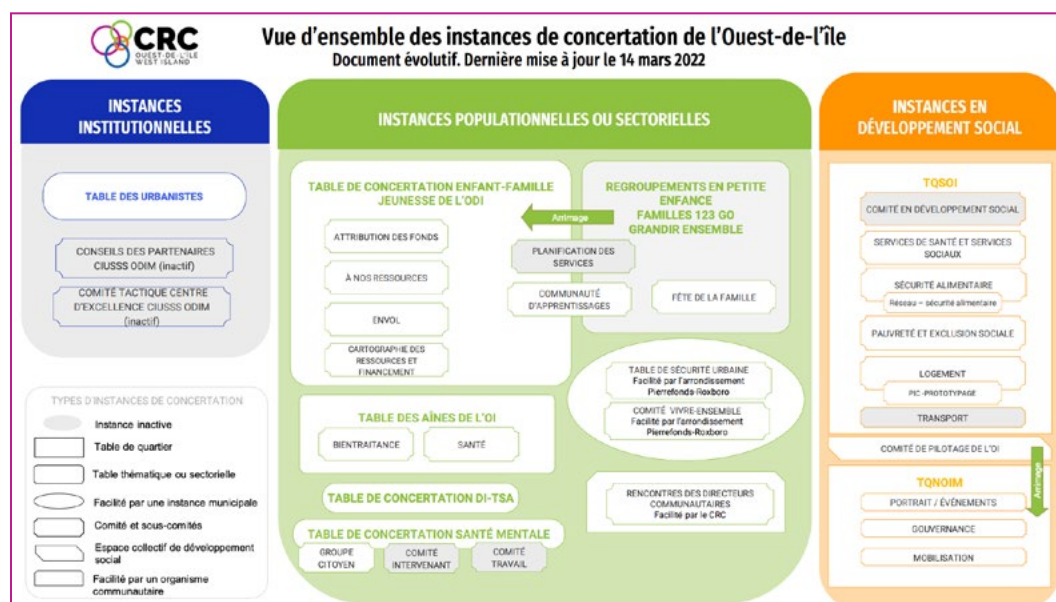 CRC
OUEST-DE-L'ÎLE
WEST ISLAND
Vue d'ensemble des instances de concertation de l'Ouest-de-l'île
Document évolutif. Dernière mise à jour le 14 mars 2022
INSTANCES
INSTITUTIONNELLES
TABLE DES URBANISTES
CONSEILS DES PARTENAIRES
CIUSSS ODIM (inactif)
COMITÉ TACTIQUE CENTRE
D'EXCELLENCE CIUSSS ODIM
(inactif)
TYPES D'INSTANCES DE CONCERTATION
Instance inactive
Table de quartier
Table thématique ou sectorielle
Facilité par une instance municipale
Comité et sous-comités
Espace collectif de développement
social
Facilité par un organisme
communautaire
INSTANCES POPULATIONNELLES OU SECTORIELLES
TABLE DE CONCERTATION ENFANT-FAMILLE
JEUNESSE DE L'ODI
ATTRIBUTION DES FONDS
À NOS RESSOURCES
ENVOL
CARTOGRAPHIE DES
RESSOURCES ET
FINANCEMENT
Arrimage
REGROUPEMENTS EN PETITE
ENFANCE
FAMILLES 123 GO
GRANDIR ENSEMBLE
PLANIFICATION DES
SERVICES
COMMUNAUTÉ
D'APPRENTISSAGES
FÊTE DE LA FAMILLE
TABLE DES AÎNES DE L'OI
BIENTRAITANCE
SANTÉ
TABLE DE CONCERTATION DI-TSA
TABLE DE CONCERTATION SANTÉ MENTALE
GROUPE
CITOYEN
COMITÉ
INTERVENANT
COMITÉ
TRAVAIL
TABLE DE SÉCURITÉ URBAINE
Facilité par l'arrondissement
Pierrefonds-Roxboro
COMITÉ VIVRE-ENSEMBLE
Facilité par l'arrondissement
Pierrefonds-Roxboro
RENCONTRES DES DIRECTEURS
COMMUNAUTAIRES
Facilité par le CRC
INSTANCES EN
DÉVELOPPEMENT SOCIAL
TQSOI
COMITÉ EN DÉVELOPPEMENT SOCIAL
SERVICES DE SANTÉ ET SERVICES
SOCIAUX
SÉCURITÉ ALIMENTAIRE
Réseau – sécurité alimentaire
PAUVRETÉ ET EXCLUSION SOCIALE
LOGEMENT
PIC -PROTOTYPAGE
TRANSPORT
COMITÉ DE PILOTAGE DE L'OI
Arrimage
TQNOIM
PORTRAIT / ÉVÉNEMENTS
GOUVERNANCE
MOBILISATION